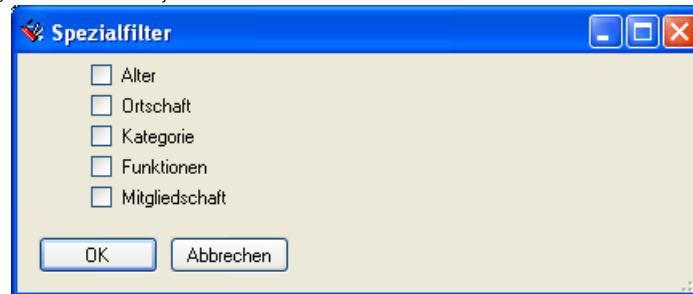 Spezialfilter
Alter
Ortschaft
Kategorie
Funktionen
Mitgliedschaft
OK Abbrechen